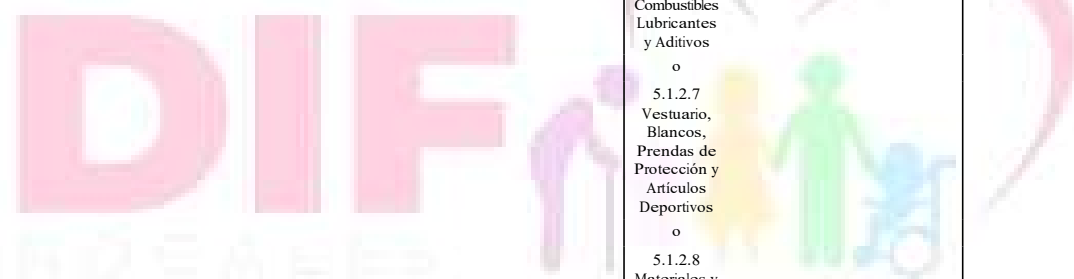 DIF
Combustibles
Lubricantes
y Aditivos
o
5.1.2.7
Vestuario,
Blancos,
Prendas de
Protección y
Artículos
Deportivos
o
5.1.2.8
Materiales y